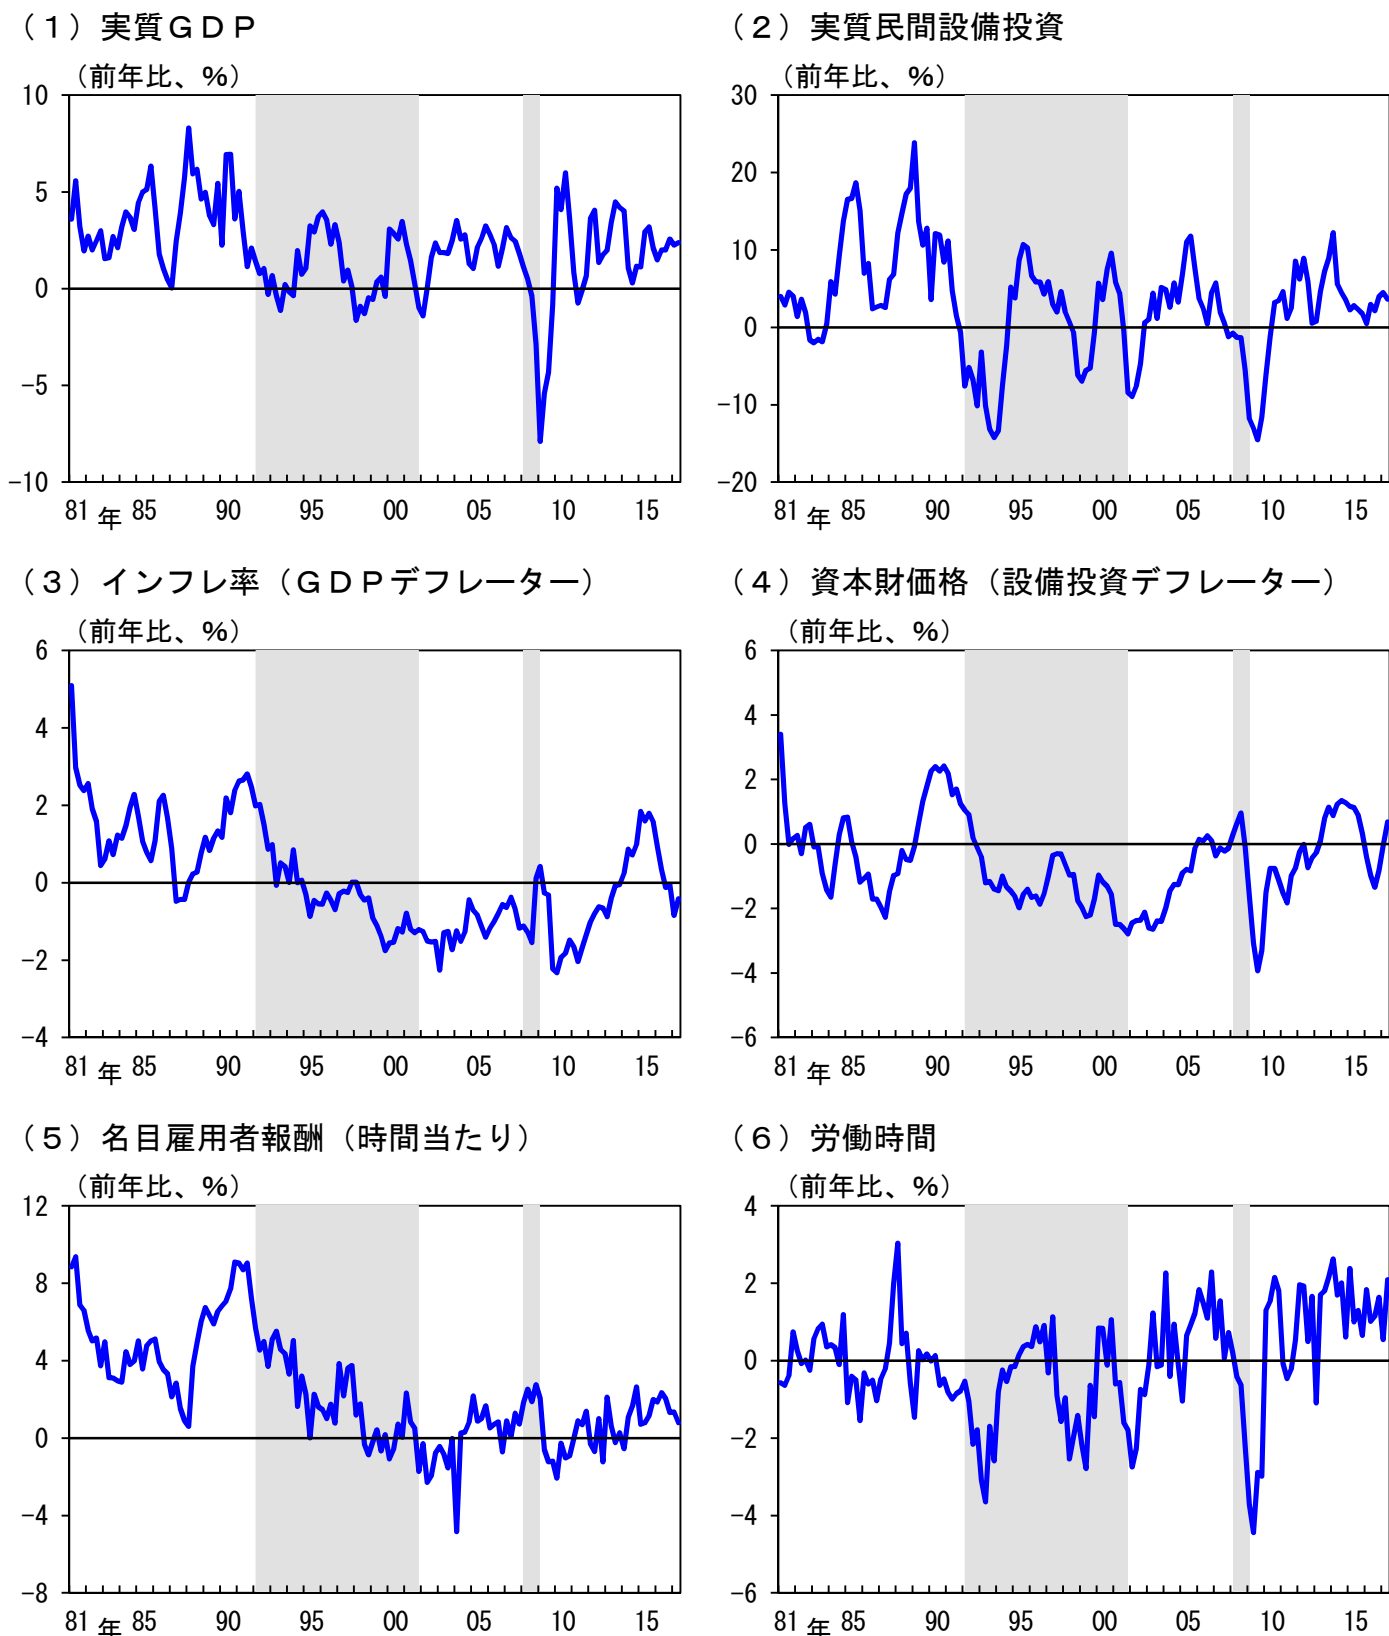 （１）実質ＧＤＰ
（前年比、%）
10
5
0
-5
-10
81 年 85 90 95 00 05 10 15
（２）実質民間設備投資
（前年比、%）
30
20
10
0
-10
-20
81 年 85 90 95 00 05 10 15
（３）インフレ率（ＧＤＰデフレーター）
（前年比、%）
6
4
2
0
-2
-4
81 年 85 90 95 00 05 10 15
（４）資本財価格（設備投資デフレーター）
（前年比、%）
6
4
2
0
-2
-4
-6
81 年 85 90 95 00 05 10 15
（５）名目雇用者報酬（時間当たり）
（前年比、%）
12
8
4
0
-4
-8
81 年 85 90 95 00 05 10 15
（６）労働時間
（前年比、%）
4
2
0
-2
-4
-6
81 年 85 90 95 00 05 10 15